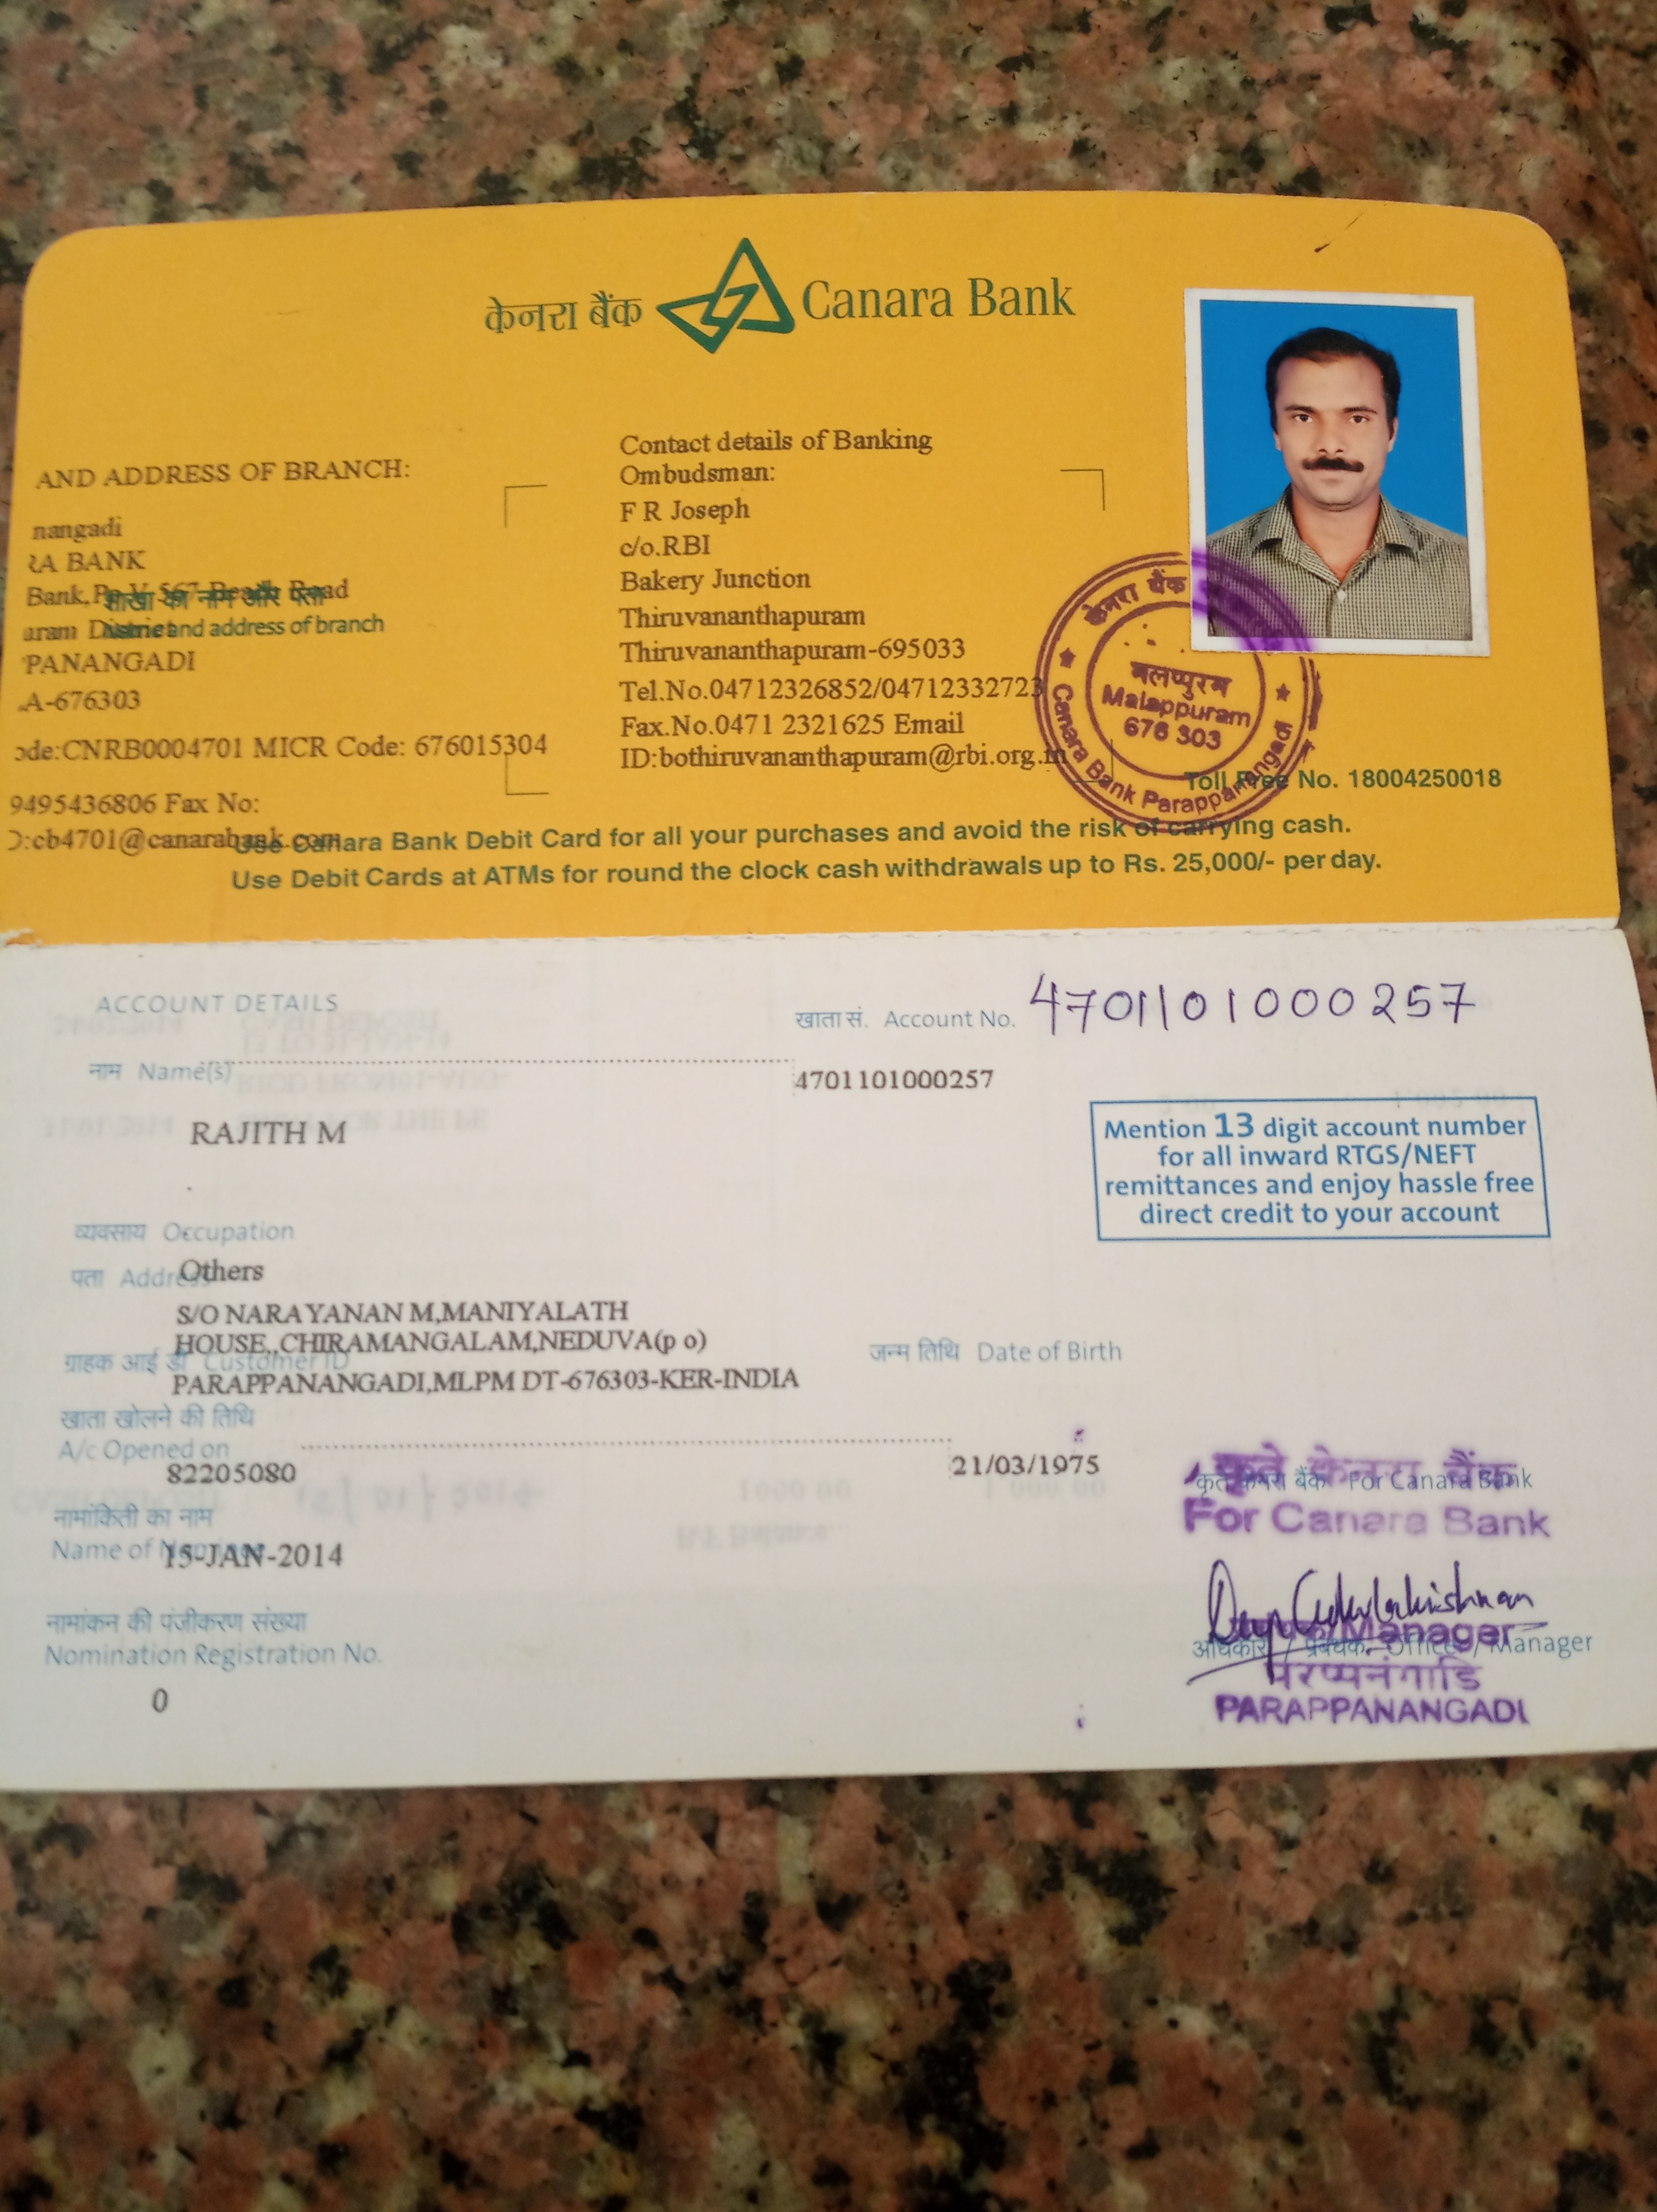 केनरा बैंक Canara Bank
AND ADDRESS OF BRANCH:
nangadi
RA BANK
Bank, 567 Road
शाखा का नाम और पता
aram District
and address of branch
PANANGADI
A-676303
ode:CNRB0004701 MICR Code: 676015304
9495436806 Fax No:
D:cb4701@canarabank.com
Contact details of Banking
Ombudsman:
F R Joseph
c/o.RBI
Bakery Junction
Thiruvananthapuram
Thiruvananthapuram-695033
Tel.No.04712326852/04712332723
Fax.No.0471 2321625 Email
ID:bothiruvananthapuram@rbi.org.in
केनरा बैंक
मलप्पुरम
Malappuram
676 303
Canara Bank Parappanangadi
Toll Free No. 18004250018
Use Canara Bank Debit Card for all your purchases and avoid the risk of carrying cash.
Use Debit Cards at ATMs for round the clock cash withdrawals up to Rs. 25,000/- per day.
ACCOUNT DETAILS
खाता सं. Account No. 4701101000257
नाम Name(s)
4701101000257
RAJITH M
Mention 13 digit account number
for all inward RTGS/NEFT
remittances and enjoy hassle free
direct credit to your account
व्यवसाय Occupation
Others
पता Address
S/O NARAYANAN M,MANIYALATH
HOUSE,,CHIRAMANGALAM,NEDUVA(p o)
ग्राहक आई डी Customer ID
जन्म तिथि Date of Birth
PARAPPANANGADI,MLPM DT-676303-KER-INDIA
खाता खोलने की तिथि
A/c Opened on
82205080
21/03/1975
कृते केनरा बैंक For Canara Bank
कृते केनरा बैंक
For Canara Bank
नामांकिती का नाम
Name of Nominee
15-JAN-2014
नामांकन की पंजीकरण संख्या
Nomination Registration No.
0
Manager
अधिकारी / प्रबंधक Officer / Manager
परप्पनंगाडि
PARAPPANANGADI